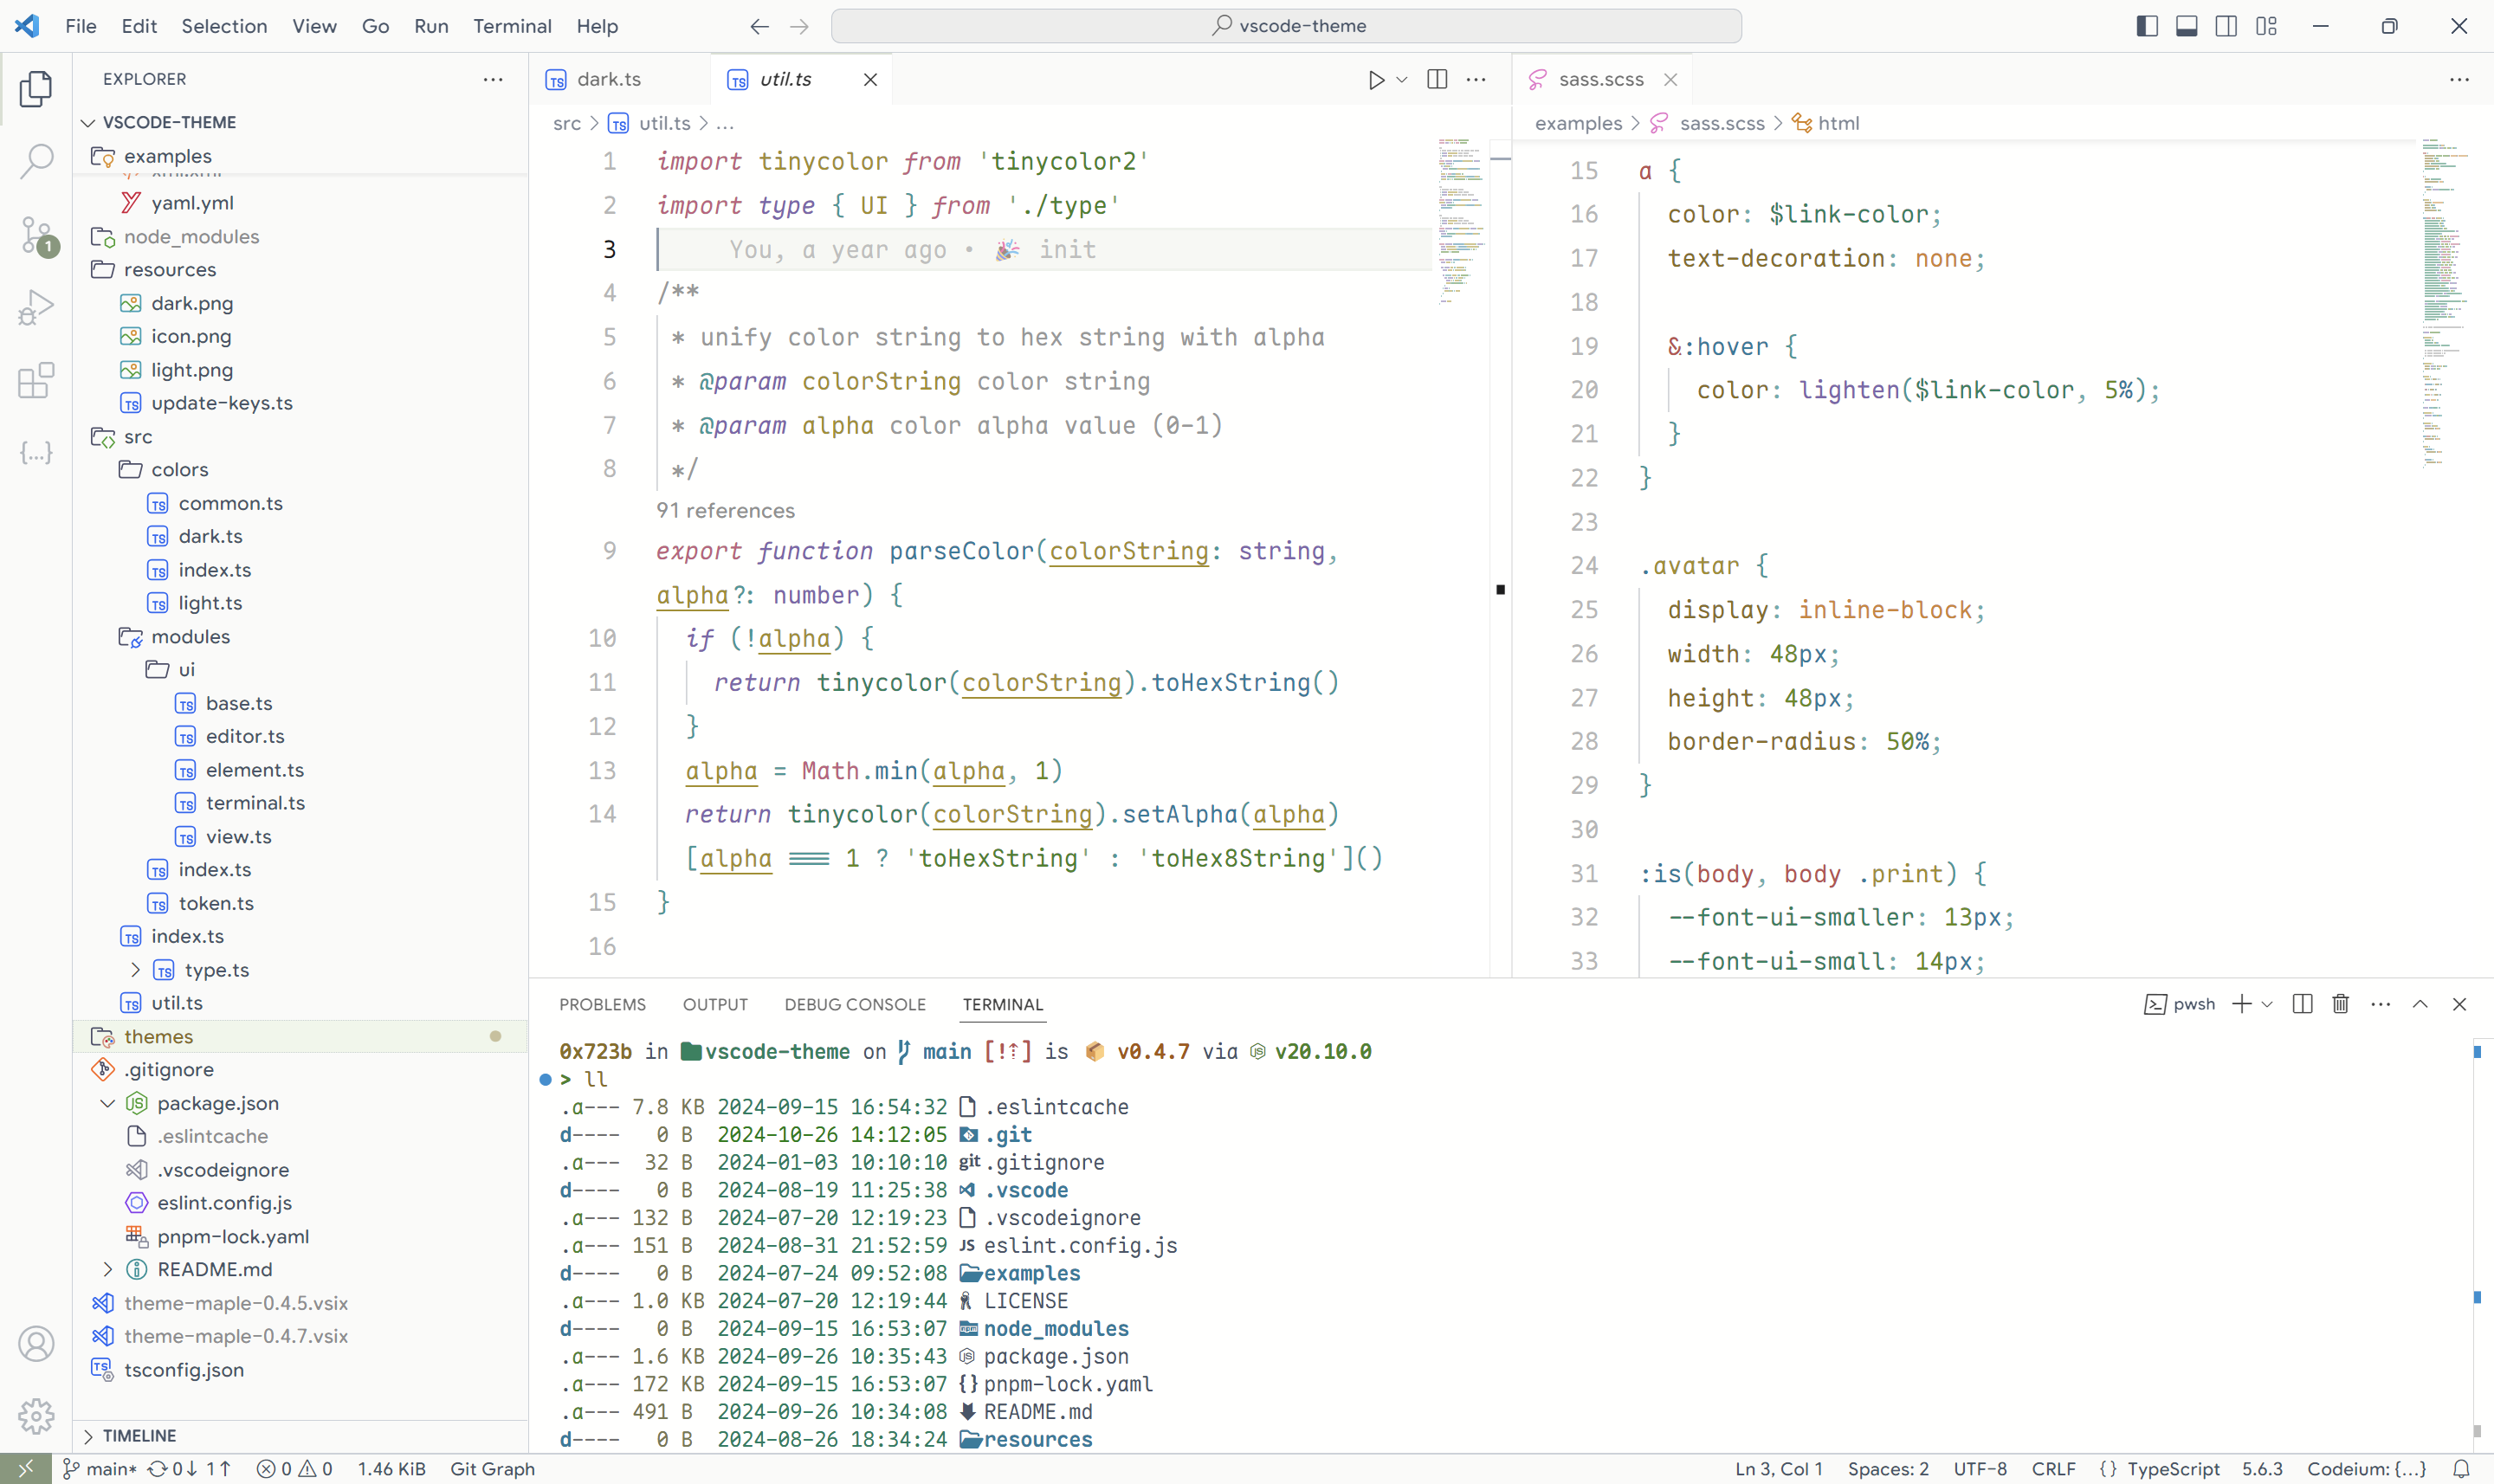 File Edit Selection View Go Run Terminal Help
vscode-theme
EXPLORER
VSCODE-THEME
examples
yaml.yml
node_modules
resources
dark.png
icon.png
light.png
update-keys.ts
src
colors
common.ts
dark.ts
index.ts
light.ts
modules
ui
base.ts
editor.ts
element.ts
terminal.ts
view.ts
index.ts
token.ts
index.ts
type.ts
util.ts
themes
.gitignore
package.json
.eslintcache
.vscodeignore
eslint.config.js
pnpm-lock.yaml
README.md
theme-maple-0.4.5.vsix
theme-maple-0.4.7.vsix
tsconfig.json
TIMELINE
dark.ts util.ts
src > util.ts > ...
1 import tinycolor from 'tinycolor2'
2 import type { UI } from './type'
3 You, a year ago • 🎉 init
4 /**
5 * unify color string to hex string with alpha
6 * @param colorString color string
7 * @param alpha color alpha value (0-1)
8 */
91 references
9 export function parseColor(colorString: string,
alpha?: number) {
10 if (!alpha) {
11 return tinycolor(colorString).toHexString()
12 }
13 alpha = Math.min(alpha, 1)
14 return tinycolor(colorString).setAlpha(alpha)
[alpha === 1 ? 'toHexString' : 'toHex8String']()
15 }
16
sass.scss
examples > sass.scss > html
15 a {
16 color: $link-color;
17 text-decoration: none;
18
19 &:hover {
20 color: lighten($link-color, 5%);
21 }
22 }
23
24 .avatar {
25 display: inline-block;
26 width: 48px;
27 height: 48px;
28 border-radius: 50%;
29 }
30
31 :is(body, body .print) {
32 --font-ui-smaller: 13px;
33 --font-ui-small: 14px;
PROBLEMS OUTPUT DEBUG CONSOLE TERMINAL
pwsh
0x723b in vscode-theme on main [!⇡] is 📦 v0.4.7 via v20.10.0
> ll
.a--- 7.8 KB 2024-09-15 16:54:32 .eslintcache
d---- 0 B 2024-10-26 14:12:05 .git
.a--- 32 B 2024-01-03 10:10:10 git .gitignore
d---- 0 B 2024-08-19 11:25:38 .vscode
.a--- 132 B 2024-07-20 12:19:23 .vscodeignore
.a--- 151 B 2024-08-31 21:52:59 JS eslint.config.js
d---- 0 B 2024-07-24 09:52:08 examples
.a--- 1.0 KB 2024-07-20 12:19:44 LICENSE
d---- 0 B 2024-09-15 16:53:07 node_modules
.a--- 1.6 KB 2024-09-26 10:35:43 package.json
.a--- 172 KB 2024-09-15 16:53:07 {} pnpm-lock.yaml
.a--- 491 B 2024-09-26 10:34:08 README.md
d---- 0 B 2024-08-26 18:34:24 resources
main* 0↓ 1↑ 0 0 1.46 KiB Git Graph
Ln 3, Col 1 Spaces: 2 UTF-8 CRLF {} TypeScript 5.6.3 Codeium: {...}